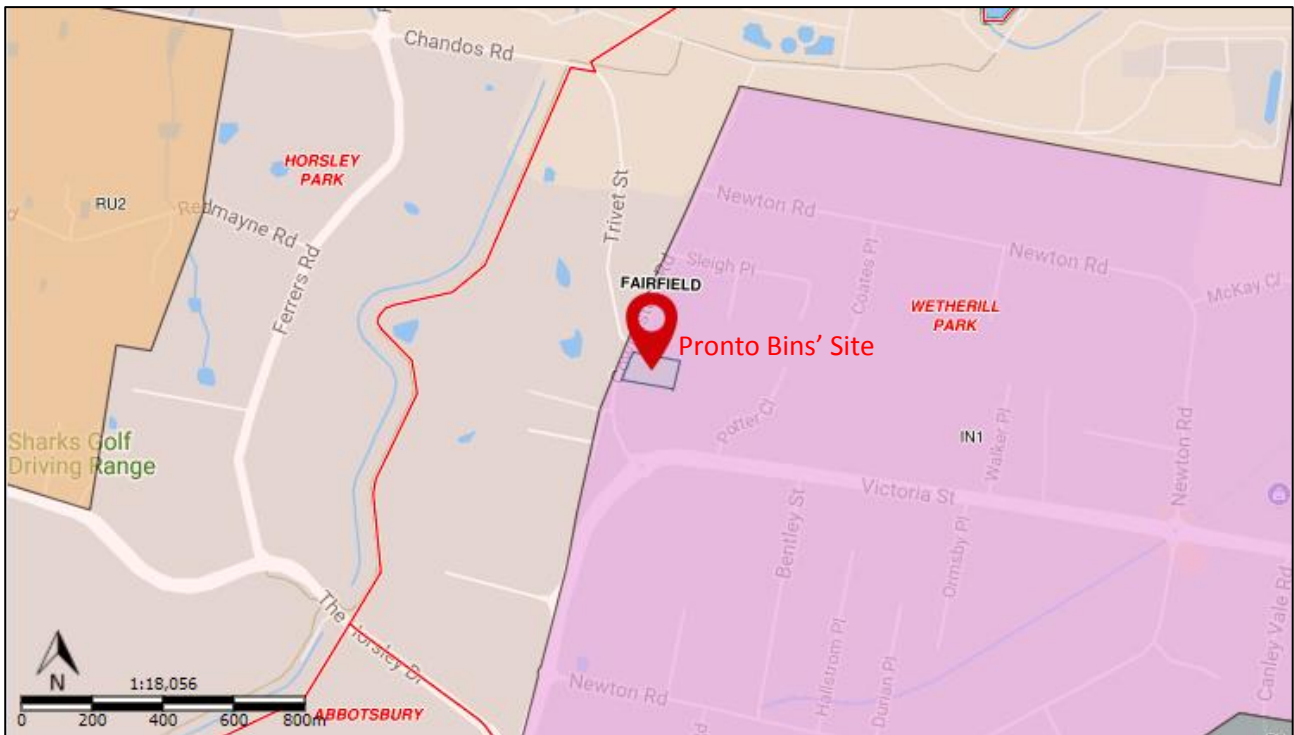 Chandos Rd
HORSLEY
PARK
RU2
Redmayne Rd
Ferrers Rd
Trivet St
Newton Rd
Sleigh Pl
Coates Pl
Newton Rd
McKay Cl
FAIRFIELD
WETHERILL
PARK
Pronto Bins’ Site
Potter Cl
Walker Pl
IN1
Newton Rd
Sharks Golf
Driving Range
Victoria St
Bentley St
Ormsby Pl
The Horsley Dr
Hallstrom Pl
Canley Vale Rd
Newton Rd
N
1:18,056
0 200 400 600 800m
ABBOTSBURY